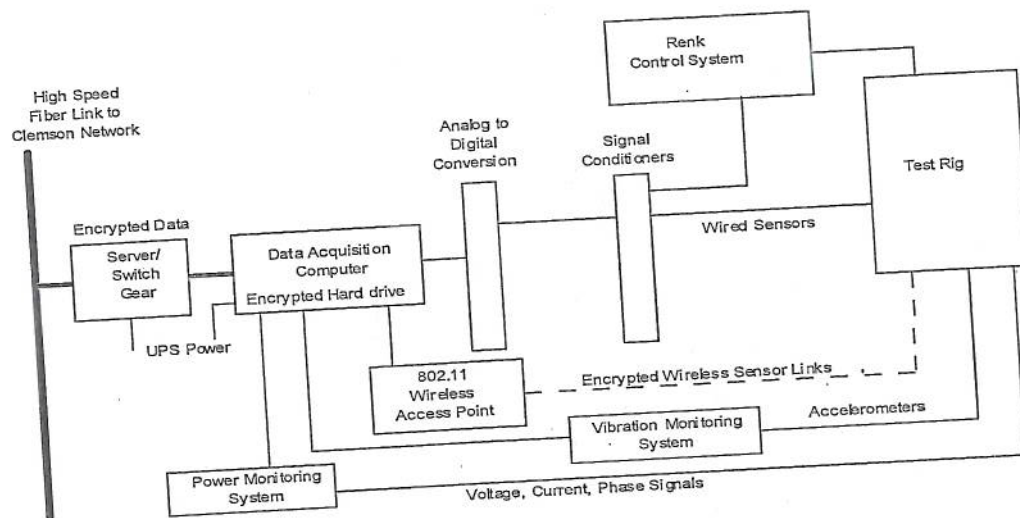 Renk
Control System
High Speed
Fiber Link to
Clemson Network
Analog to
Digital
Conversion
Signal
Conditioners
Test Rig
Wired Sensors
Encrypted Data
Server/
Switch
Gear
Data Acquisition
Computer
Encrypted Hard drive
UPS Power
802.11
Wireless
Access Point
Encrypted Wireless Sensor Links
Vibration Monitoring
System
Accelerometers
Power Monitoring
System
Voltage, Current, Phase Signals